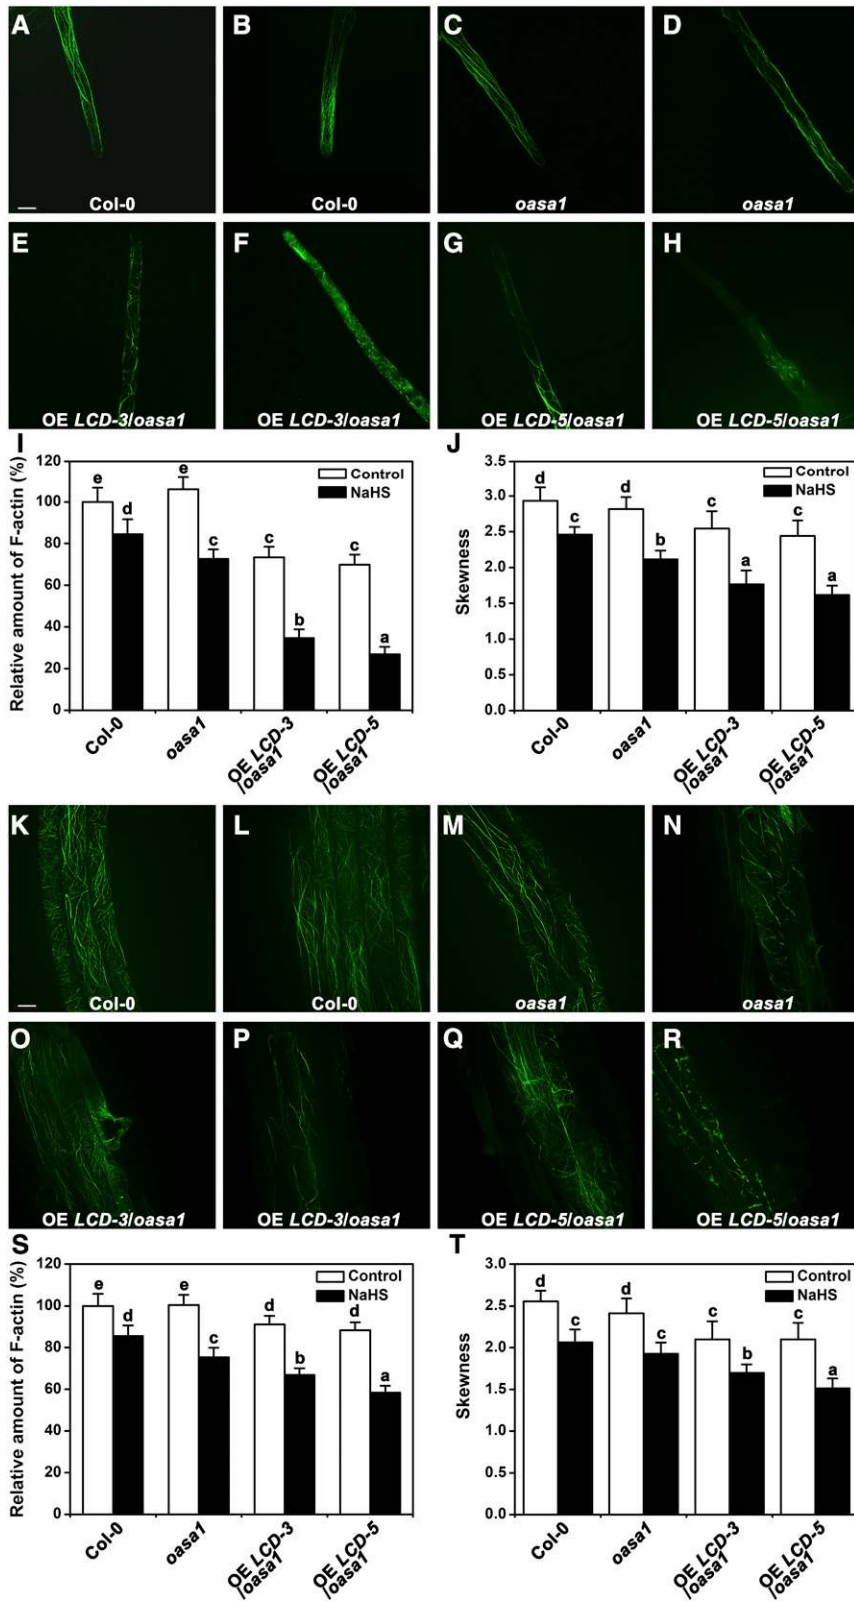 A B C D
Col-0 Col-0 oasa1 oasa1
E F G H
OE LCD-3/oasa1 OE LCD-3/oasa1 OE LCD-5/oasa1 OE LCD-5/oasa1
I
Relative amount of F-actin (%)
120
100
80
60
40
20
0
Control
NaHS
e d e c c b c a
Col-0
oasa1
OE LCD-3
/oasa1
OE LCD-5
/oasa1
J
Skewness
3.5
3.0
2.5
2.0
1.5
1.0
0.5
0.0
Control
NaHS
d c d b c a c a
Col-0
oasa1
OE LCD-3
/oasa1
OE LCD-5
/oasa1
K L M N
Col-0 Col-0 oasa1 oasa1
O P Q R
OE LCD-3/oasa1 OE LCD-3/oasa1 OE LCD-5/oasa1 OE LCD-5/oasa1
S
Relative amount of F-actin (%)
120
100
80
60
40
20
0
Control
NaHS
e d e c d b d a
Col-0
oasa1
OE LCD-3
/oasa1
OE LCD-5
/oasa1
T
Skewness
3.0
2.5
2.0
1.5
1.0
0.5
0.0
Control
NaHS
d c d c c b c a
Col-0
oasa1
OE LCD-3
/oasa1
OE LCD-5
/oasa1